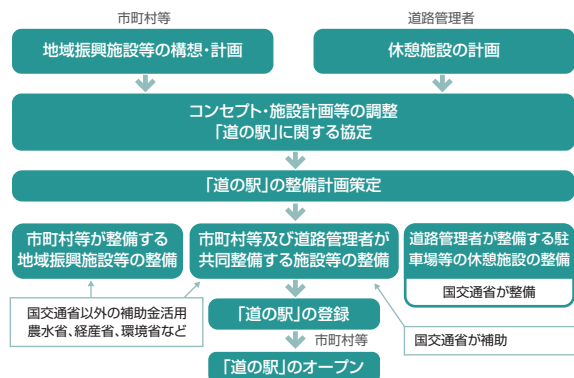 市町村等
道路管理者
地域振興施設等の構想・計画
休憩施設の計画
コンセプト・施設計画等の調整
「道の駅」に関する協定
「道の駅」の整備計画策定
市町村等が整備する
地域振興施設等の整備
市町村等及び道路管理者が
共同整備する施設等の整備
道路管理者が整備する駐
車場等の休憩施設の整備
国交通省が整備
国交通省以外の補助金活用
農水省、経産省、環境省など
「道の駅」の登録
市町村等
国交通省が補助
「道の駅」のオープン